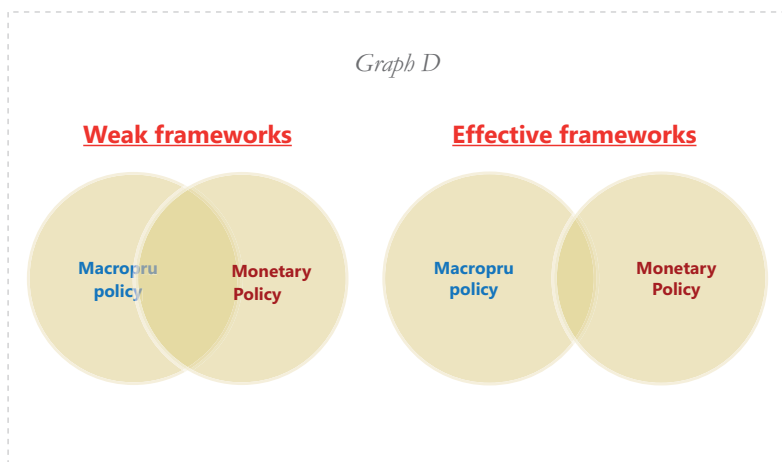 Graph D
Weak frameworks
Effective frameworks
Macropru
policy
Monetary
Policy
Macropru
policy
Monetary
Policy